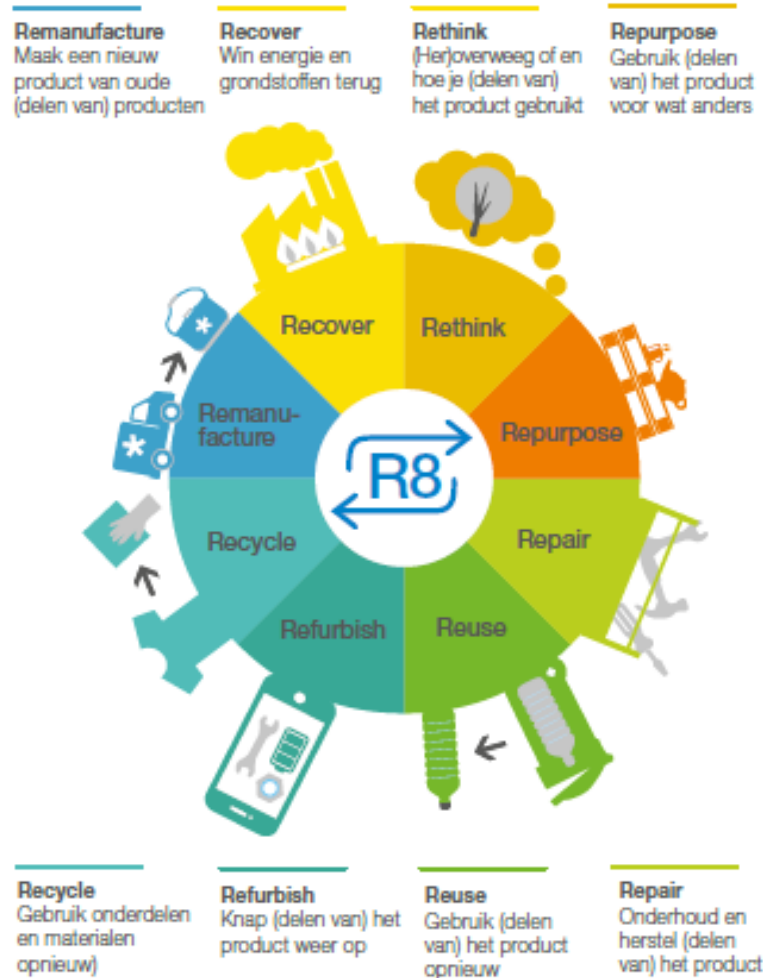 Remanufacture
Maak een nieuw
product van oude
(delen van) producten
Recover
Win energie en
grondstoffen terug
Rethink
(Her)overweeg of en
hoe je (delen van)
het product gebruikt
Repurpose
Gebruik (delen
van) het product
voor wat anders
Recover
Rethink
Remanu-
facture
Repurpose
R8
Recycle
Repair
Refurbish
Reuse
Recycle
Gebruik onderdelen
en materialen
opnieuw)
Refurbish
Knap (delen van) het
product weer op
Reuse
Gebruik (delen
van) het product
opnieuw
Repair
Onderhoud en
herstel (delen
van) het product